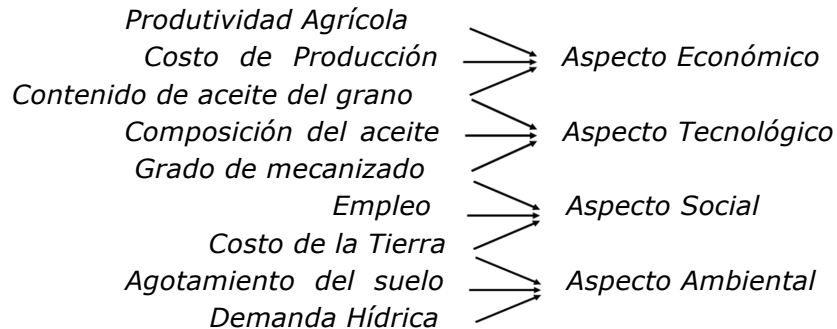 Produtividad Agrícola
Costo de Producción Aspecto Económico
Contenido de aceite del grano
Composición del aceite Aspecto Tecnológico
Grado de mecanizado
Empleo Aspecto Social
Costo de la Tierra
Agotamiento del suelo Aspecto Ambiental
Demanda Hídrica